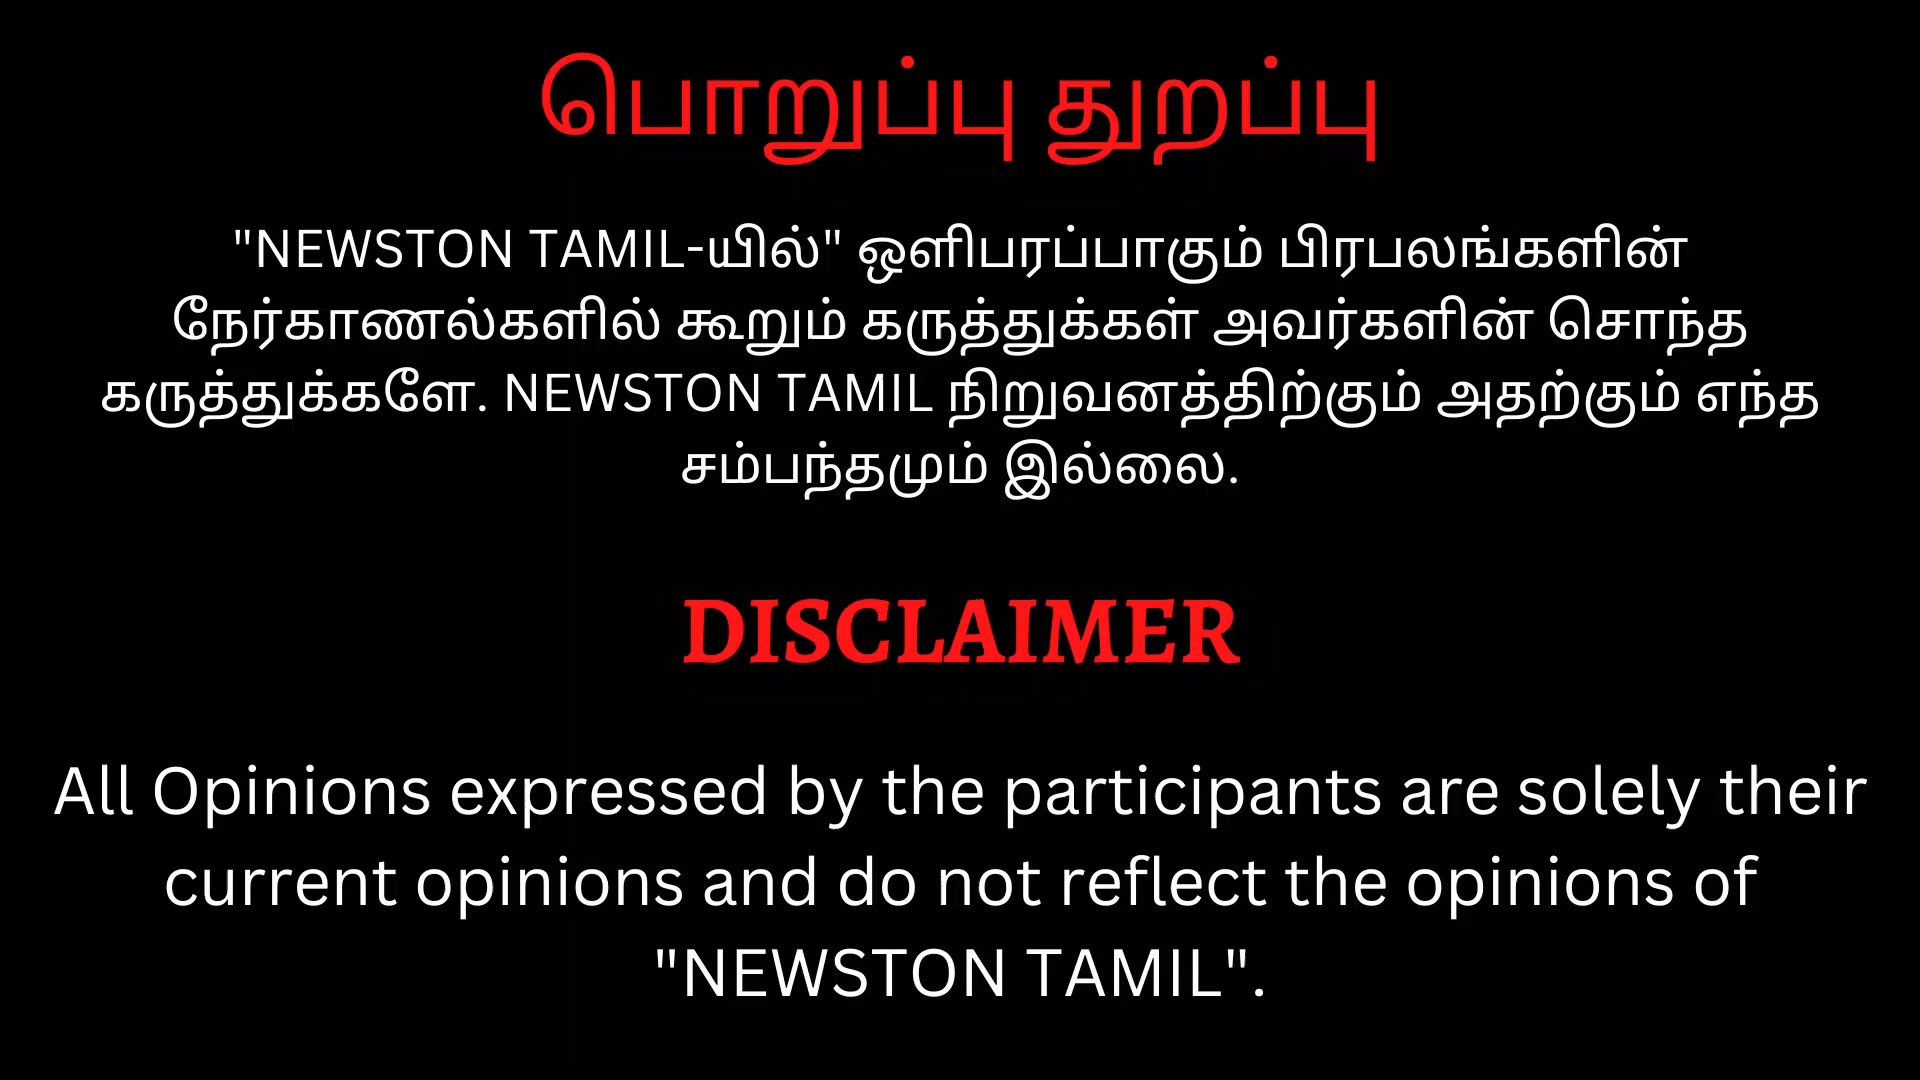 பொறுப்பு துறப்பு
"NEWSTON TAMIL-யில்" ஒளிபரப்பாகும் பிரபலங்களின்
நேர்காணல்களில் கூறும் கருத்துக்கள் அவர்களின் சொந்த
கருத்துக்களே. NEWSTON TAMIL நிறுவனத்திற்கும் அதற்கும் எந்த
சம்பந்தமும் இல்லை.
DISCLAIMER
All Opinions expressed by the participants are solely their
current opinions and do not reflect the opinions of
"NEWSTON TAMIL".